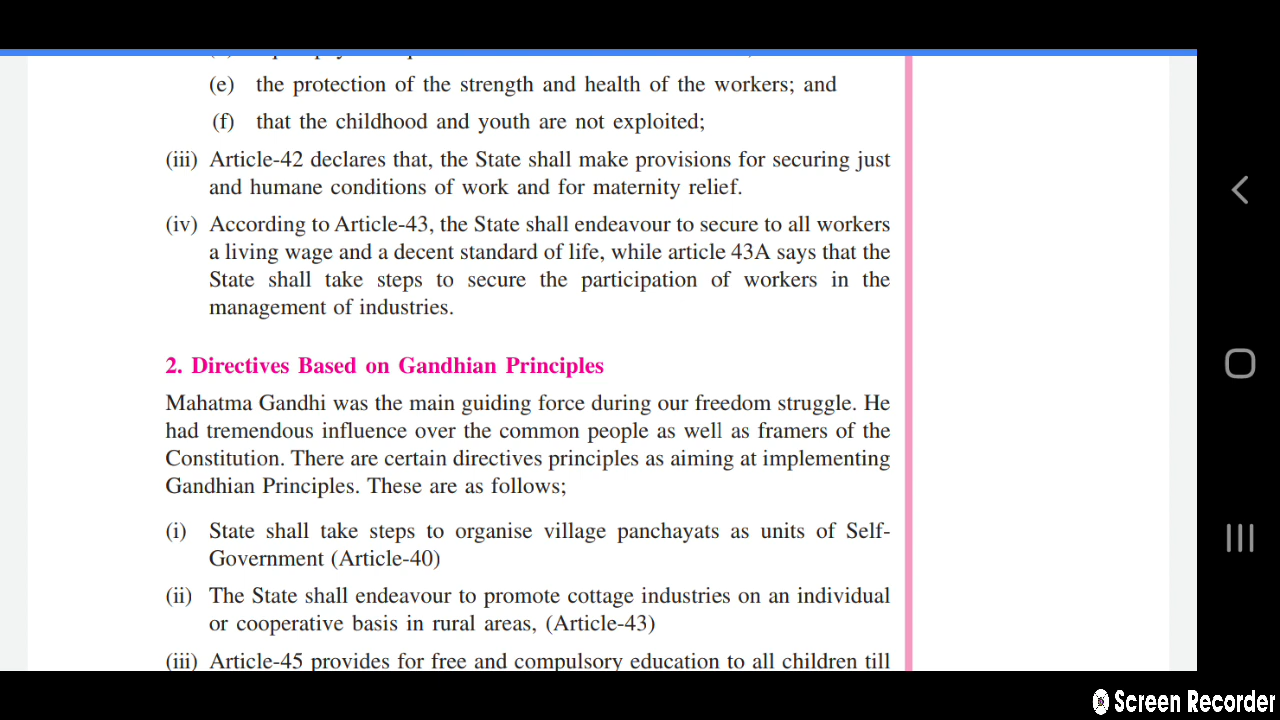 (e) the protection of the strength and health of the workers; and
(f) that the childhood and youth are not exploited;
(iii) Article-42 declares that, the State shall make provisions for securing just
and humane conditions of work and for maternity relief.
(iv) According to Article-43, the State shall endeavour to secure to all workers
a living wage and a decent standard of life, while article 43A says that the
State shall take steps to secure the participation of workers in the
management of industries.
2. Directives Based on Gandhian Principles
Mahatma Gandhi was the main guiding force during our freedom struggle. He
had tremendous influence over the common people as well as framers of the
Constitution. There are certain directives principles as aiming at implementing
Gandhian Principles. These are as follows;
(i) State shall take steps to organise village panchayats as units of Self-
Government (Article-40)
(ii) The State shall endeavour to promote cottage industries on an individual
or cooperative basis in rural areas, (Article-43)
(iii) Article-45 provides for free and compulsory education to all children till
Screen Recorder